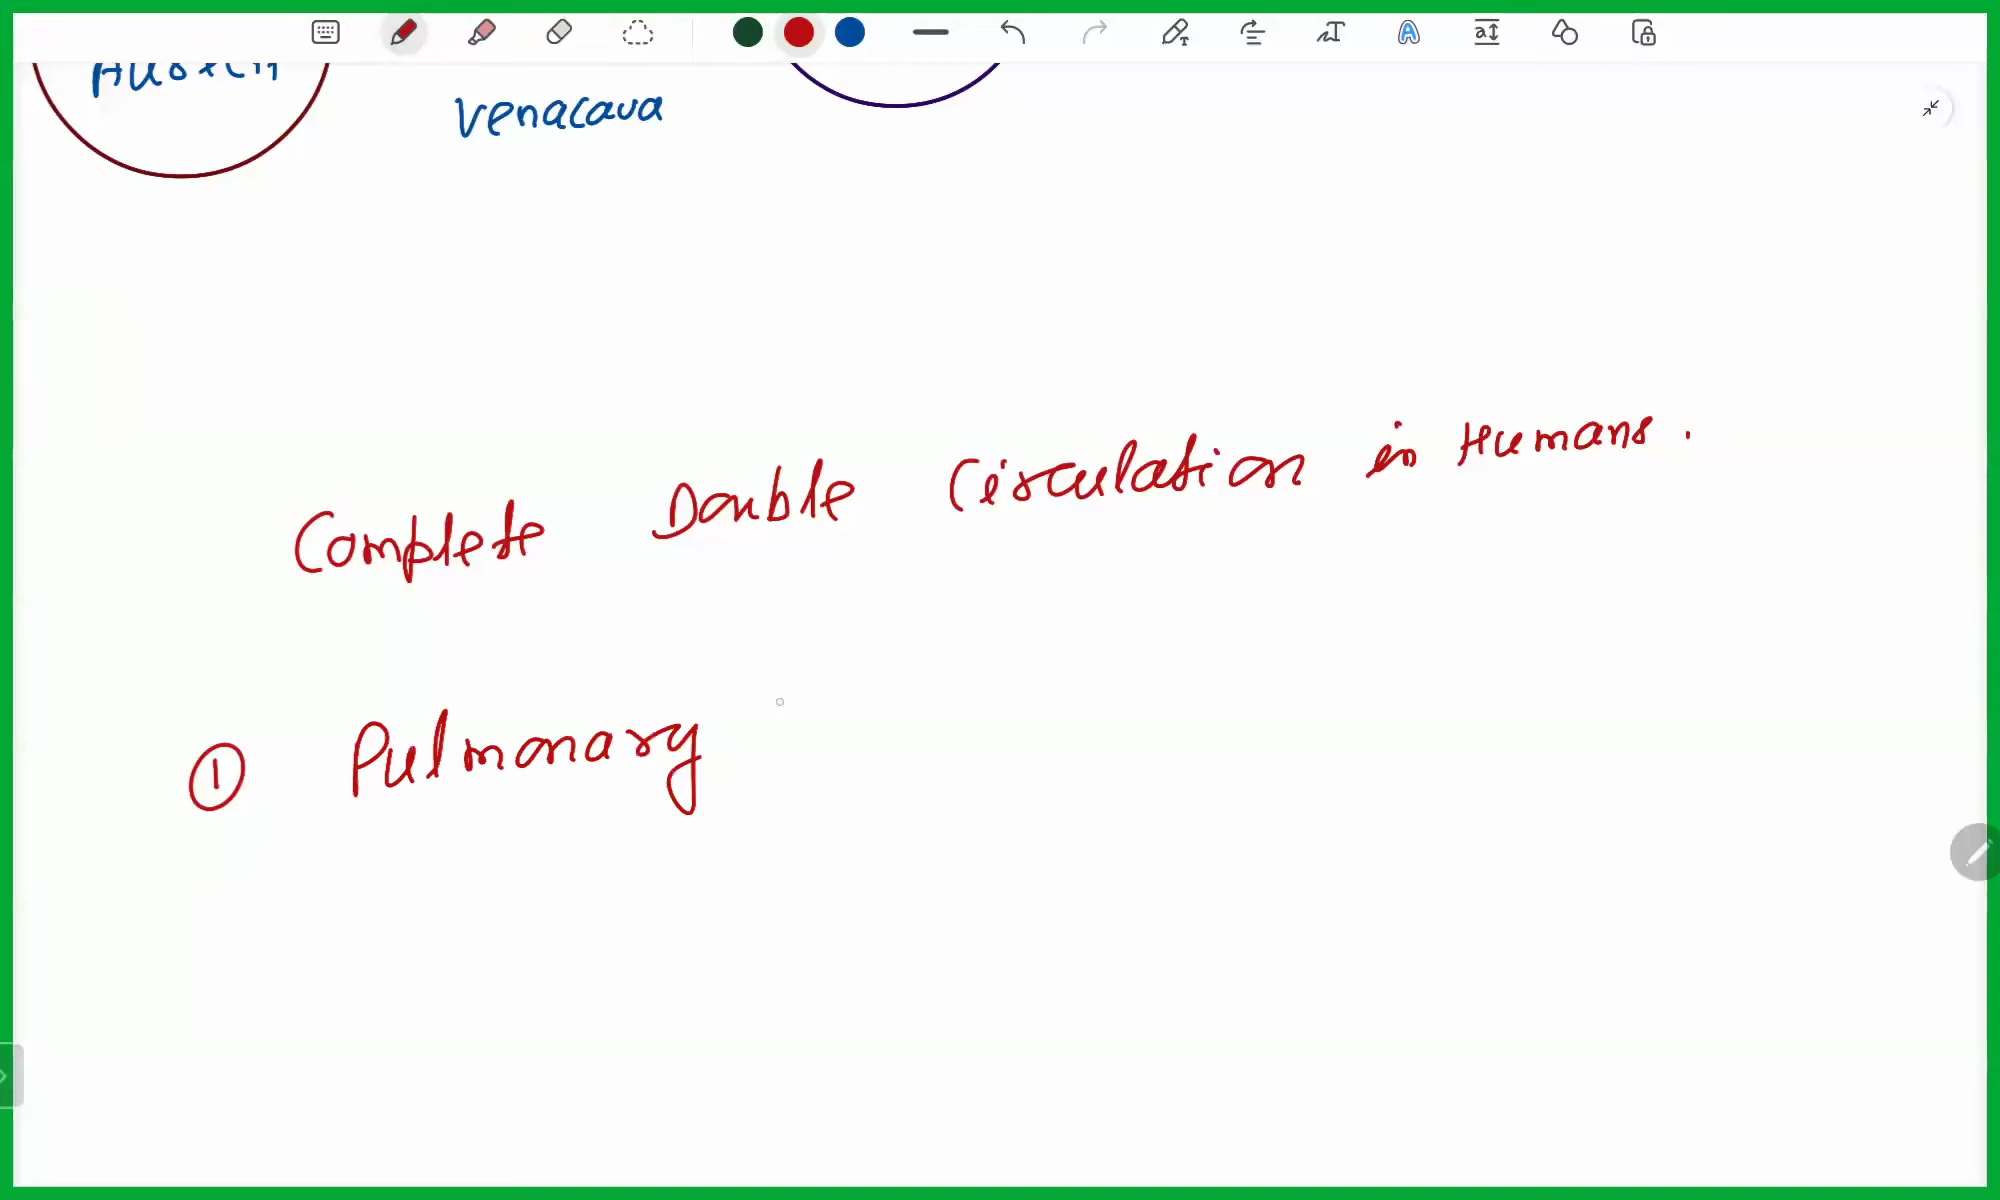 Venacava
Complete Double Circulation in Humans.
① Pulmonary